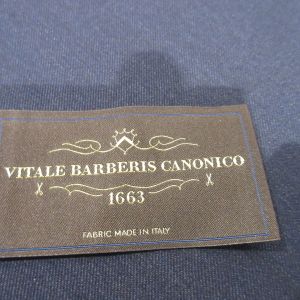 VITALE BARBERIS CANONICO
1663
FABRIC MADE IN ITALY